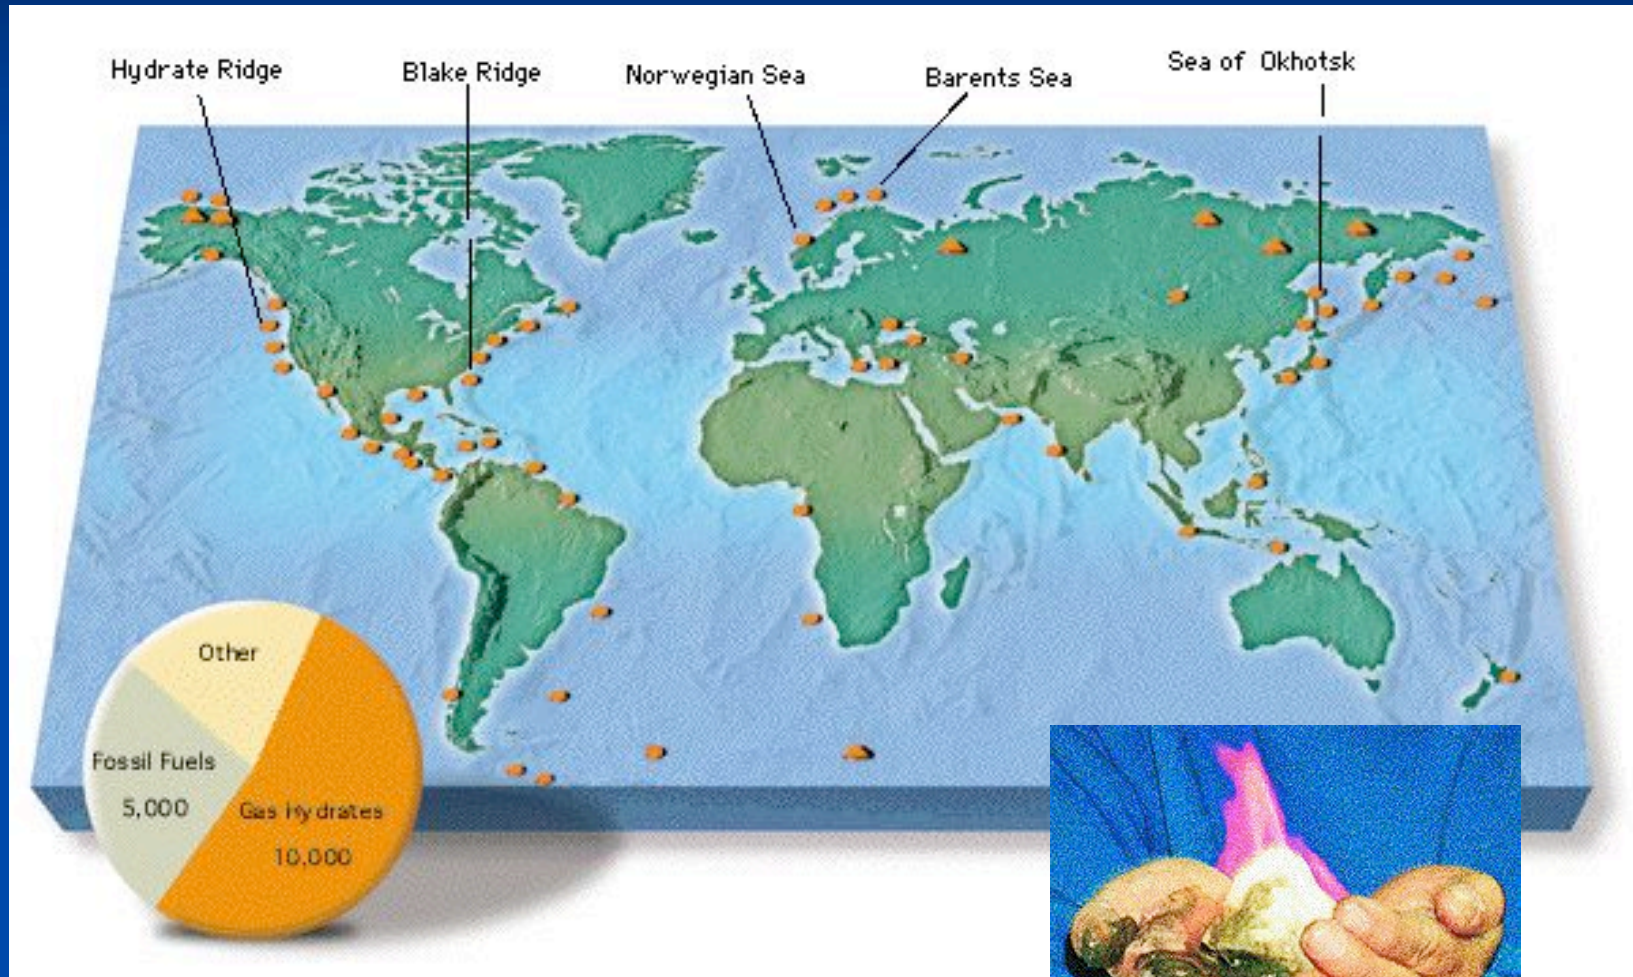 Hydrate Ridge
Blake Ridge
Norwegian Sea
Barents Sea
Sea of Okhotsk
Other
Fossil Fuels
5,000
Gas Hydrates
10,000